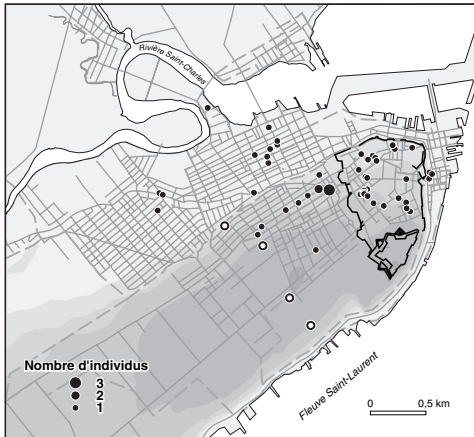 Rivière Saint-Charles
Nombre d'individus
3
2
1
Fleuve Saint-Laurent
0 0,5 km